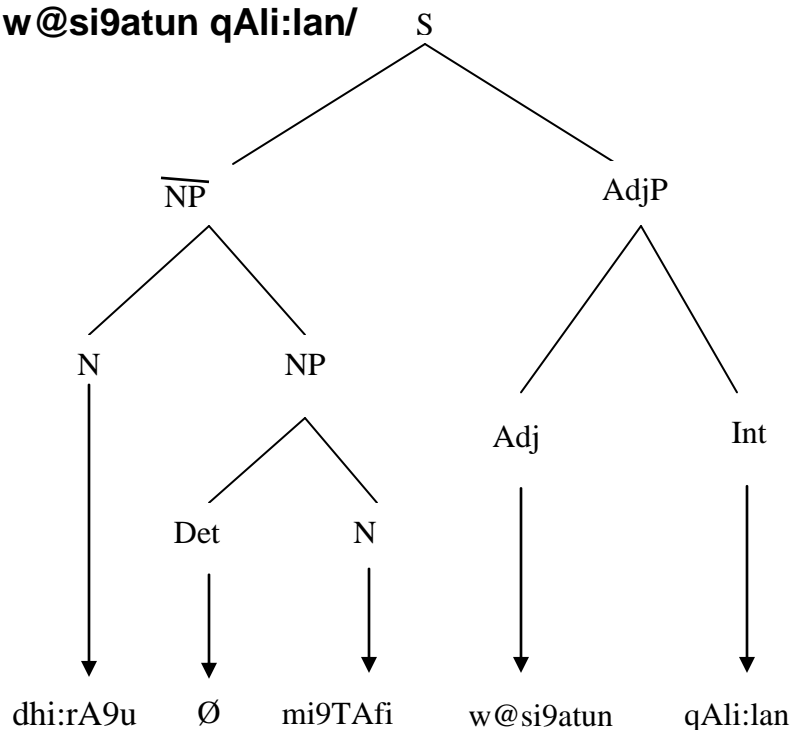 w@si9atun qAli:lan/
S
NP AdjP
N NP
Adj Int
Det N
dhi:rA9u Ø mi9TAfi w@si9atun qAli:lan